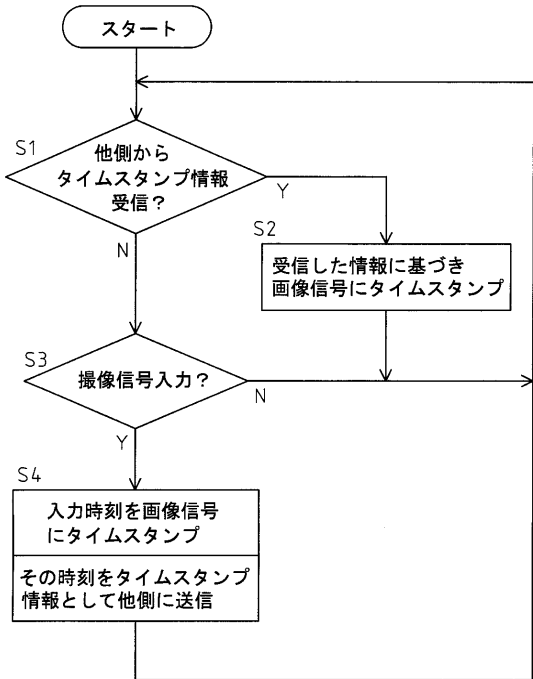 スタート
S1
他側から
タイムスタンプ情報
受信？
Y
N
S2
受信した情報に基づき
画像信号にタイムスタンプ
S3
撮像信号入力？
N
Y
S4
入力時刻を画像信号
にタイムスタンプ
その時刻をタイムスタンプ
情報として他側に送信